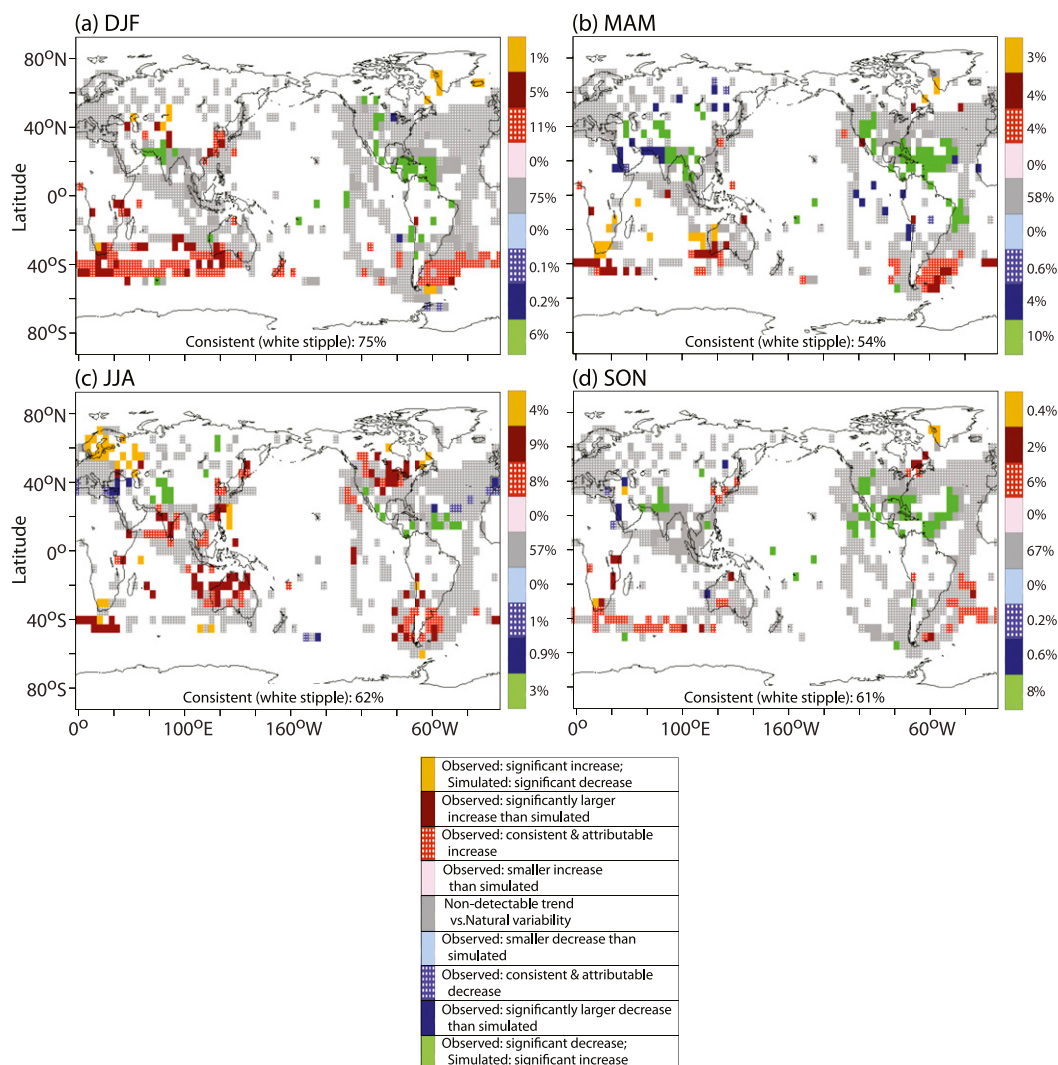 (a) DJF
(b) MAM
80°N
40°N
0°
40°S
80°S
Latitude
1%
5%
11%
0%
75%
0%
0.1%
0.2%
6%
3%
4%
4%
0%
58%
0%
0.6%
4%
10%
Consistent (white stipple): 75%
Consistent (white stipple): 54%
(c) JJA
(d) SON
80°N
40°N
0°
40°S
80°S
Latitude
4%
9%
8%
0%
57%
0%
1%
0.9%
3%
0.4%
2%
6%
0%
67%
0%
0.2%
0.6%
8%
Consistent (white stipple): 62%
Consistent (white stipple): 61%
0° 100°E 160°W 60°W
0° 100°E 160°W 60°W
Observed: significant increase;
Simulated: significant decrease
Observed: significantly larger
increase than simulated
Observed: consistent & attributable
increase
Observed: smaller increase
than simulated
Non-detectable trend
vs.Natural variability
Observed: smaller decrease than
simulated
Observed: consistent & attributable
decrease
Observed: significantly larger decrease
than simulated
Observed: significant decrease;
Simulated: significant increase